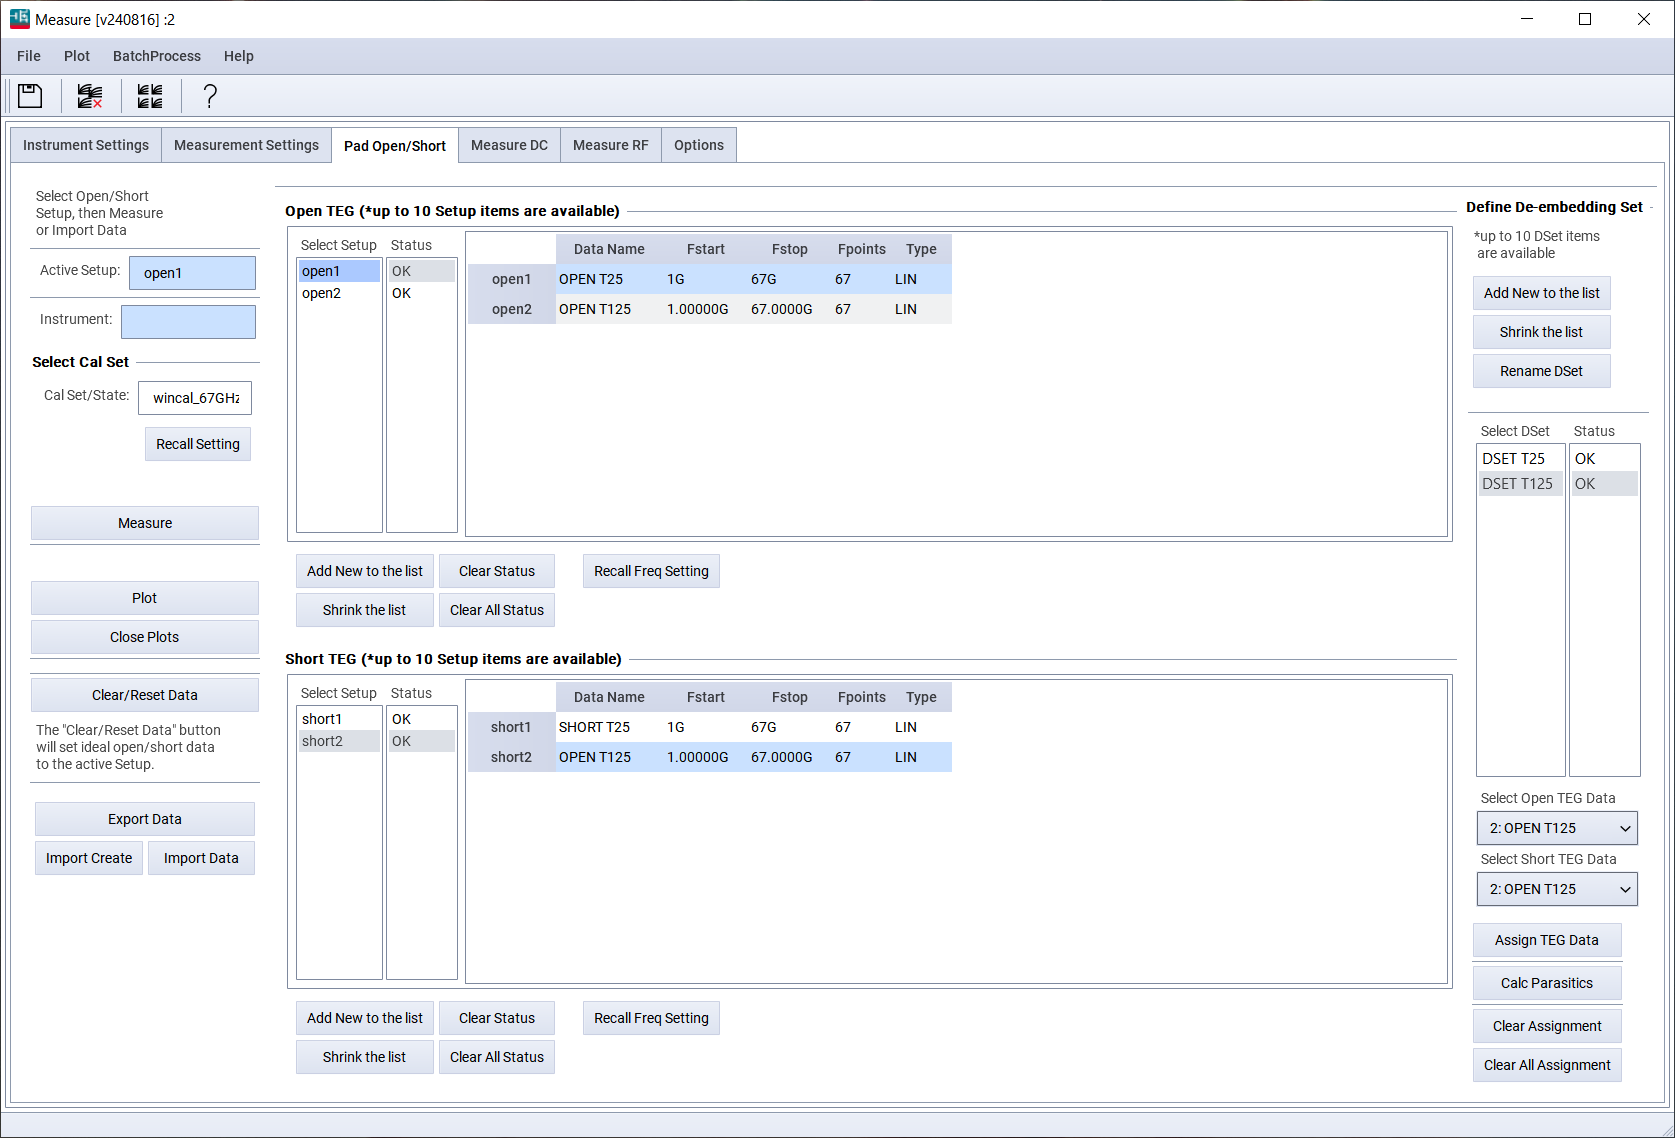 Measure [v240816] :2
File Plot BatchProcess Help
Instrument Settings Measurement Settings Pad Open/Short Measure DC Measure RF Options
Select Open/Short
Setup, then Measure
or Import Data
Active Setup: open1
Instrument:
Select Cal Set
Cal Set/State: wincal_67GHz
Recall Setting
Measure
Plot
Close Plots
Clear/Reset Data
The "Clear/Reset Data" button
will set ideal open/short data
to the active Setup.
Export Data
Import Create Import Data
Open TEG (*up to 10 Setup items are available)
Select Setup Status
open1 OK
open2 OK
Data Name Fstart Fstop Fpoints Type
open1 OPEN T25 1G 67G 67 LIN
open2 OPEN T125 1.00000G 67.0000G 67 LIN
Add New to the list Clear Status Recall Freq Setting
Shrink the list Clear All Status
Short TEG (*up to 10 Setup items are available)
Select Setup Status
short1 OK
short2 OK
Data Name Fstart Fstop Fpoints Type
short1 SHORT T25 1G 67G 67 LIN
short2 OPEN T125 1.00000G 67.0000G 67 LIN
Add New to the list Clear Status Recall Freq Setting
Shrink the list Clear All Status
Define De-embedding Set
*up to 10 DSet items
are available
Add New to the list
Shrink the list
Rename DSet
Select DSet Status
DSET T25 OK
DSET T125 OK
Select Open TEG Data
2: OPEN T125
Select Short TEG Data
2: OPEN T125
Assign TEG Data
Calc Parasitics
Clear Assignment
Clear All Assignment